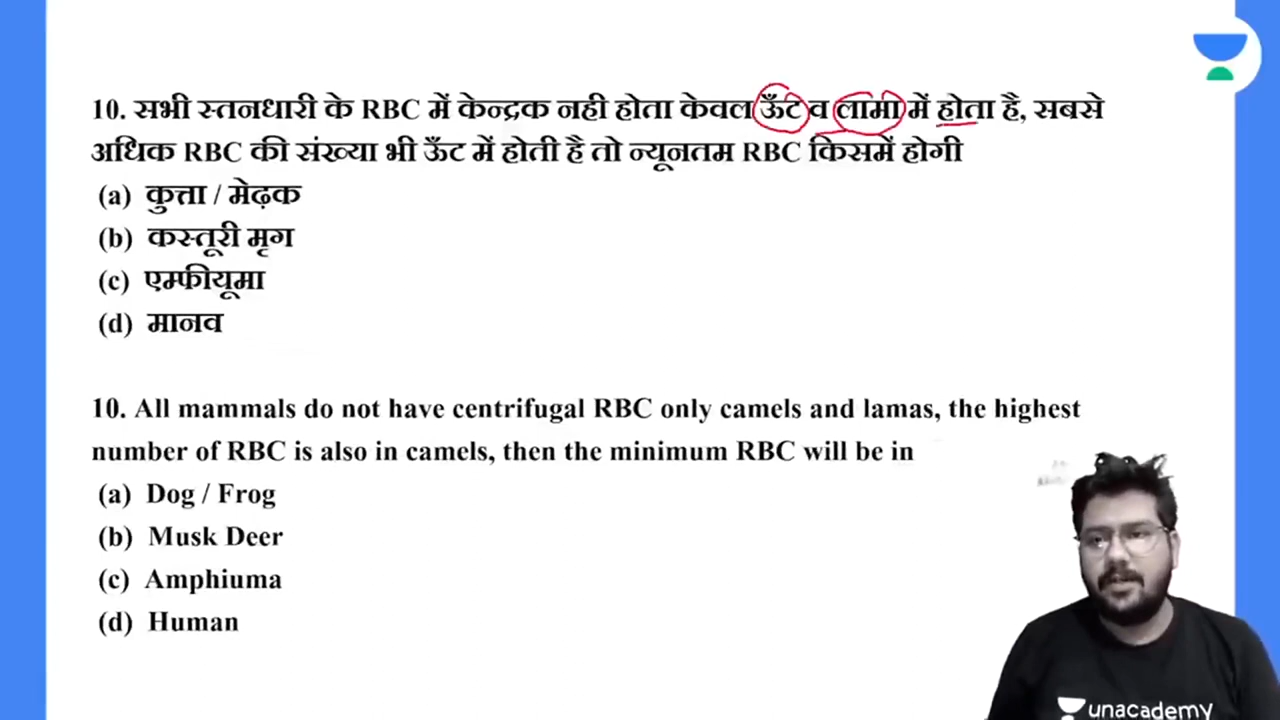 10. सभी स्तनधारी के RBC में केन्द्रक नही होता केवल ऊँट व लामा में होता है, सबसे
अधिक RBC की संख्या भी ऊँट में होती है तो न्यूनतम RBC किसमें होगी
(a) कुत्ता / मेढ़क
(b) कस्तूरी मृग
(c) एम्फीयूमा
(d) मानव
10. All mammals do not have centrifugal RBC only camels and lamas, the highest
number of RBC is also in camels, then the minimum RBC will be in
(a) Dog / Frog
(b) Musk Deer
(c) Amphiuma
(d) Human
unacademy